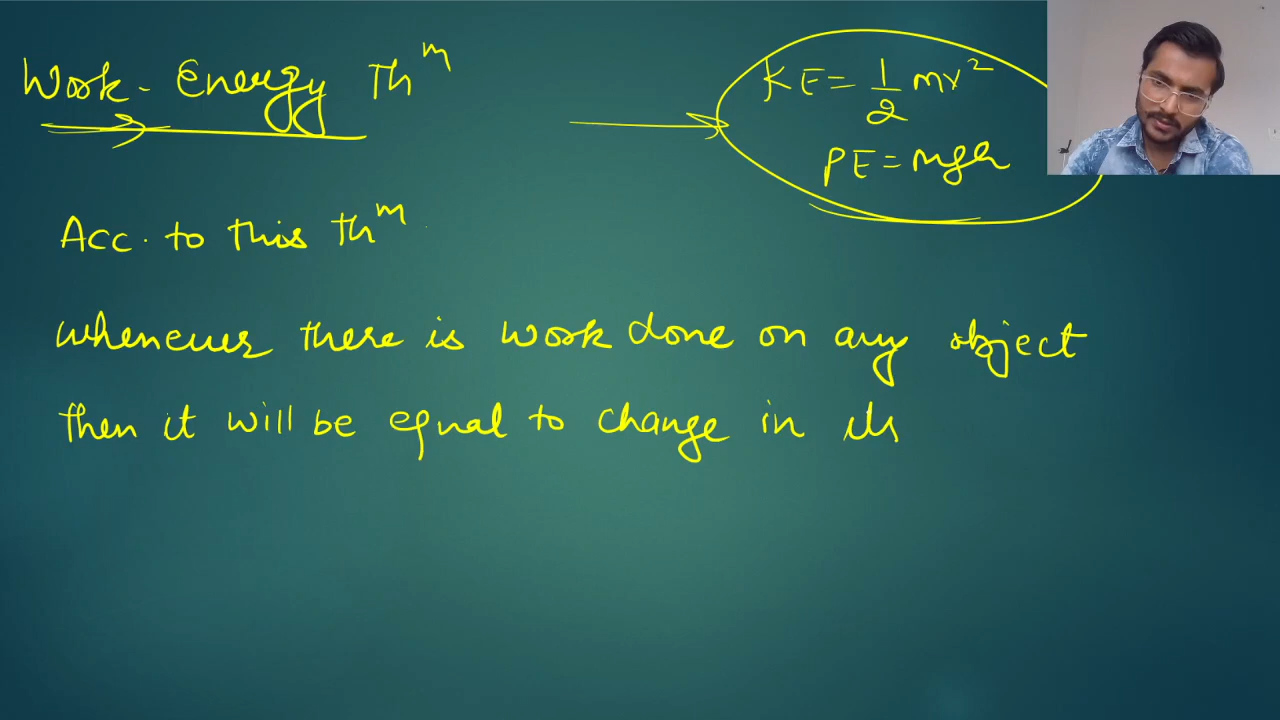 Work - Energy Thᵐ
KE = 1/2 mv²
PE = mgh
Acc. to this thᵐ
whenever there is work done on any object
then it will be equal to change in its